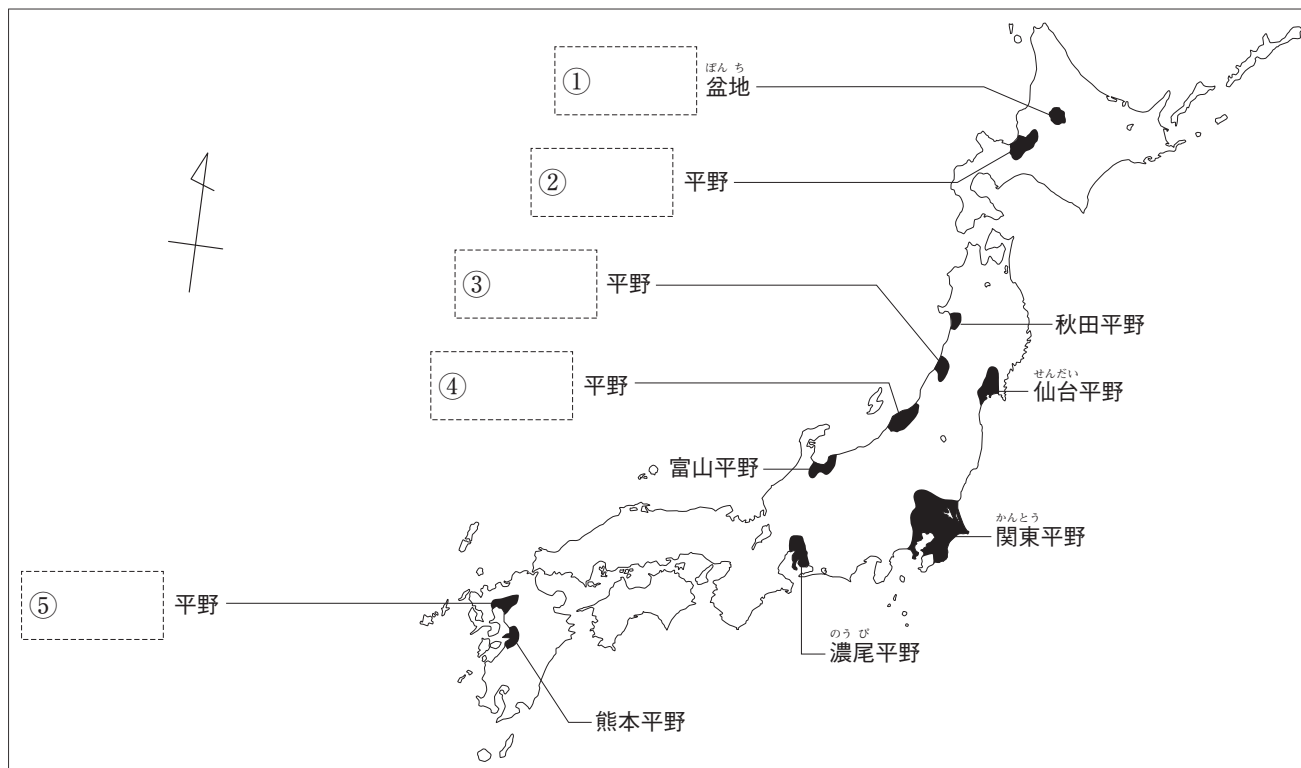 ① 盆地
ぼんち
② 平野
③ 平野
秋田平野
④ 平野
せんだい
仙台平野
富山平野
かんとう
関東平野
⑤ 平野
のうび
濃尾平野
熊本平野